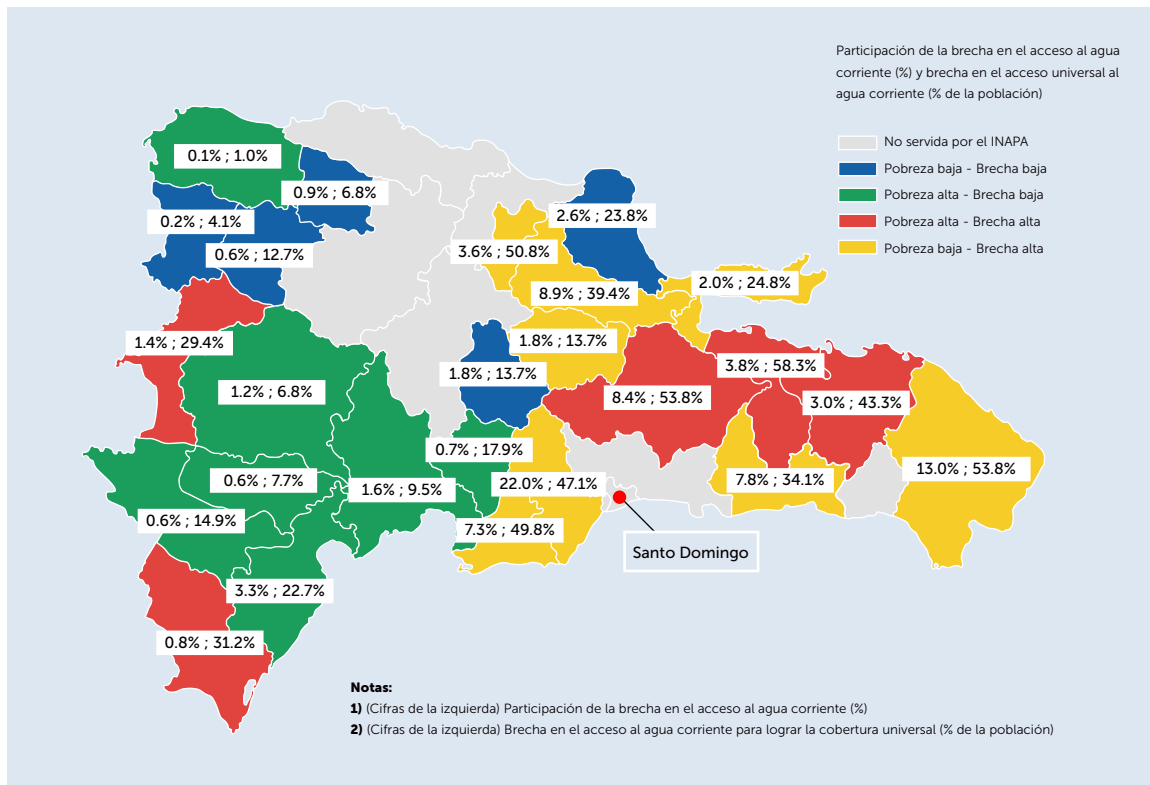 Participación de la brecha en el acceso al agua
corriente (%) y brecha en el acceso universal al
agua corriente (% de la población)
No servida por el INAPA
Pobreza baja - Brecha baja
Pobreza alta - Brecha baja
Pobreza alta - Brecha alta
Pobreza baja - Brecha alta
0.1% ; 1.0%
0.9% ; 6.8%
0.2% ; 4.1%
2.6% ; 23.8%
0.6% ; 12.7%
3.6% ; 50.8%
2.0% ; 24.8%
8.9% ; 39.4%
1.4% ; 29.4%
1.8% ; 13.7%
3.8% ; 58.3%
1.8% ; 13.7%
1.2% ; 6.8%
8.4% ; 53.8%
3.0% ; 43.3%
0.7% ; 17.9%
13.0% ; 53.8%
0.6% ; 7.7%
1.6% ; 9.5%
22.0% ; 47.1%
7.8% ; 34.1%
0.6% ; 14.9%
7.3% ; 49.8%
Santo Domingo
3.3% ; 22.7%
0.8% ; 31.2%
Notas:
1) (Cifras de la izquierda) Participación de la brecha en el acceso al agua corriente (%)
2) (Cifras de la izquierda) Brecha en el acceso al agua corriente para lograr la cobertura universal (% de la población)